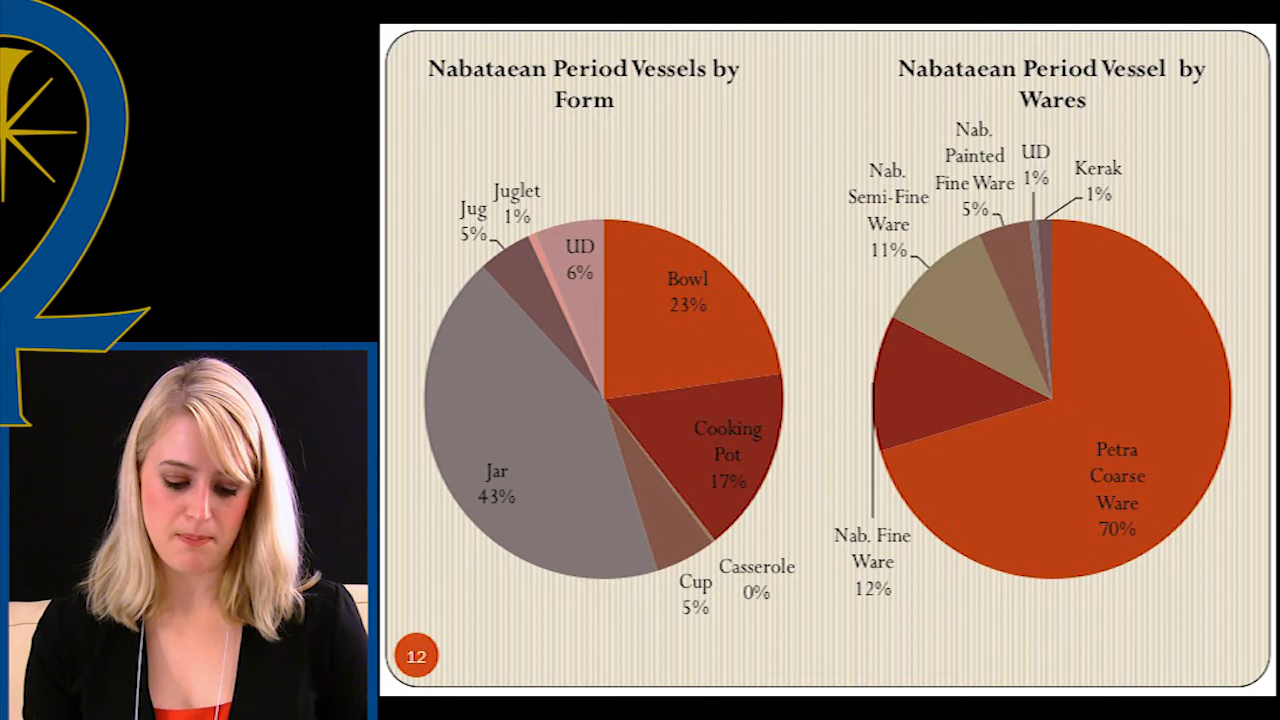 Nabataean Period Vessels by
Form
Juglet
1%
Jug
5%
UD
6%
Bowl
23%
Cooking
Pot
17%
Jar
43%
Casserole
0%
Cup
5%
Nabataean Period Vessel by
Wares
Nab.
Painted
Fine Ware
5%
UD
1%
Kerak
1%
Nab.
Semi-Fine
Ware
11%
Petra
Coarse
Ware
70%
Nab. Fine
Ware
12%
12